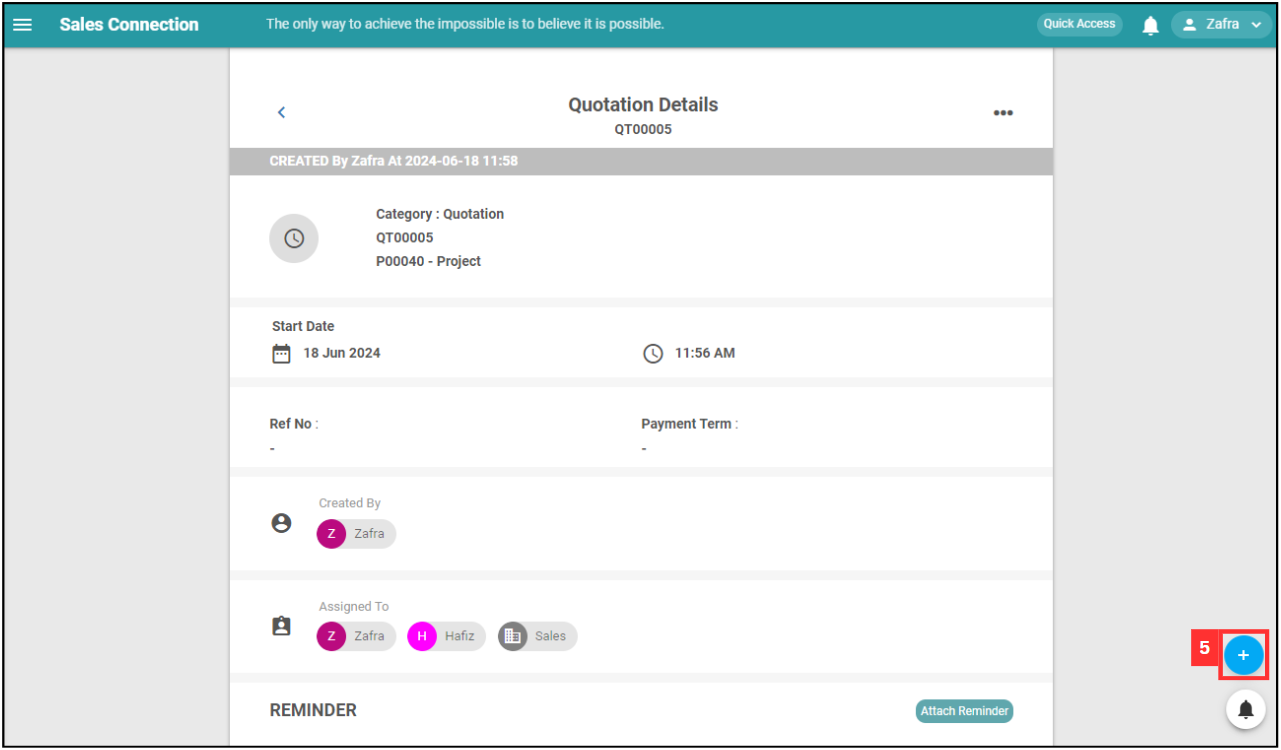 Sales Connection The only way to achieve the impossible is to believe it is possible. Quick Access Zafra
Quotation Details
QT00005
CREATED By Zafra At 2024-06-18 11:58
Category : Quotation
QT00005
P00040 - Project
Start Date
18 Jun 2024 11:56 AM
Ref No : Payment Term :
- -
Created By
Z Zafra
Assigned To
Z Zafra H Hafiz Sales
5 +
REMINDER Attach Reminder